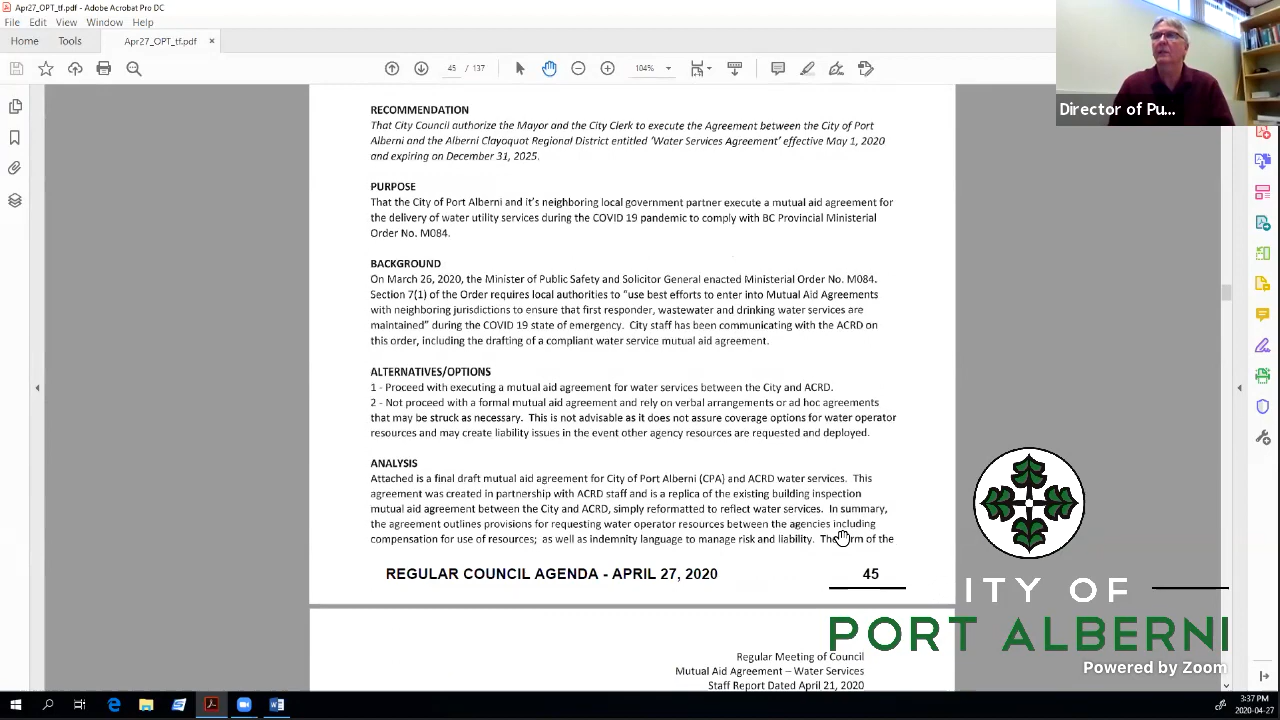 Apr27_OPT_tf.pdf - Adobe Acrobat Pro DC
File Edit View Window Help
Home Tools Apr27_OPT_tf.pdf ×
45 / 137 104%
Director of Pu...
RECOMMENDATION
That City Council authorize the Mayor and the City Clerk to execute the Agreement between the City of Port
Alberni and the Alberni Clayoquat Regional District entitled ‘Water Services Agreement’ effective May 1, 2020
and expiring on December 31, 2025.
PURPOSE
That the City of Port Alberni and it’s neighboring local government partner execute a mutual aid agreement for
the delivery of water utility services during the COVID 19 pandemic to comply with BC Provincial Ministerial
Order No. M084.
BACKGROUND
On March 26, 2020, the Minister of Public Safety and Solicitor General enacted Ministerial Order No. M084.
Section 7(1) of the Order requires local authorities to “use best efforts to enter into Mutual Aid Agreements
with neighboring jurisdictions to ensure that first responder, wastewater and drinking water services are
maintained” during the COVID 19 state of emergency. City staff has been communicating with the ACRD on
this order, including the drafting of a compliant water service mutual aid agreement.
ALTERNATIVES/OPTIONS
1 - Proceed with executing a mutual aid agreement for water services between the City and ACRD.
2 - Not proceed with a formal mutual aid agreement and rely on verbal arrangements or ad hoc agreements
that may be struck as necessary. This is not advisable as it does not assure coverage options for water operator
resources and may create liability issues in the event other agency resources are requested and deployed.
ANALYSIS
Attached is a final draft mutual aid agreement for City of Port Alberni (CPA) and ACRD water services. This
agreement was created in partnership with ACRD staff and is a replica of the existing building inspection
mutual aid agreement between the City and ACRD, simply reformatted to reflect water services. In summary,
the agreement outlines provisions for requesting water operator resources between the agencies including
compensation for use of resources; as well as indemnity language to manage risk and liability. The form of the
REGULAR COUNCIL AGENDA - APRIL 27, 2020 45
CITY OF
PORT ALBERNI
Powered by Zoom
Regular Meeting of Council
Mutual Aid Agreement – Water Services
Staff Report Dated April 21, 2020
3:37 PM
2020-04-27